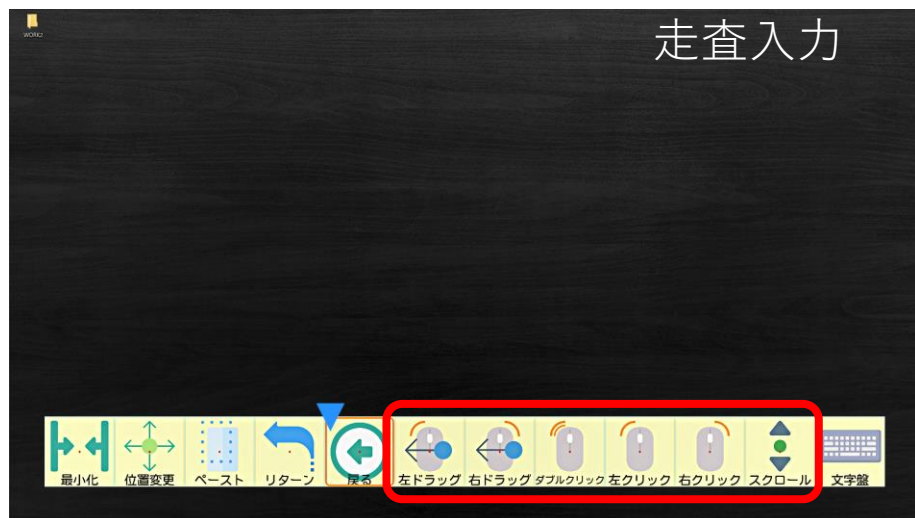 WORK2
走査入力
最小化
位置変更
ペースト
リターン
戻る
左ドラッグ
右ドラッグ
ダブルクリック
左クリック
右クリック
スクロール
文字盤